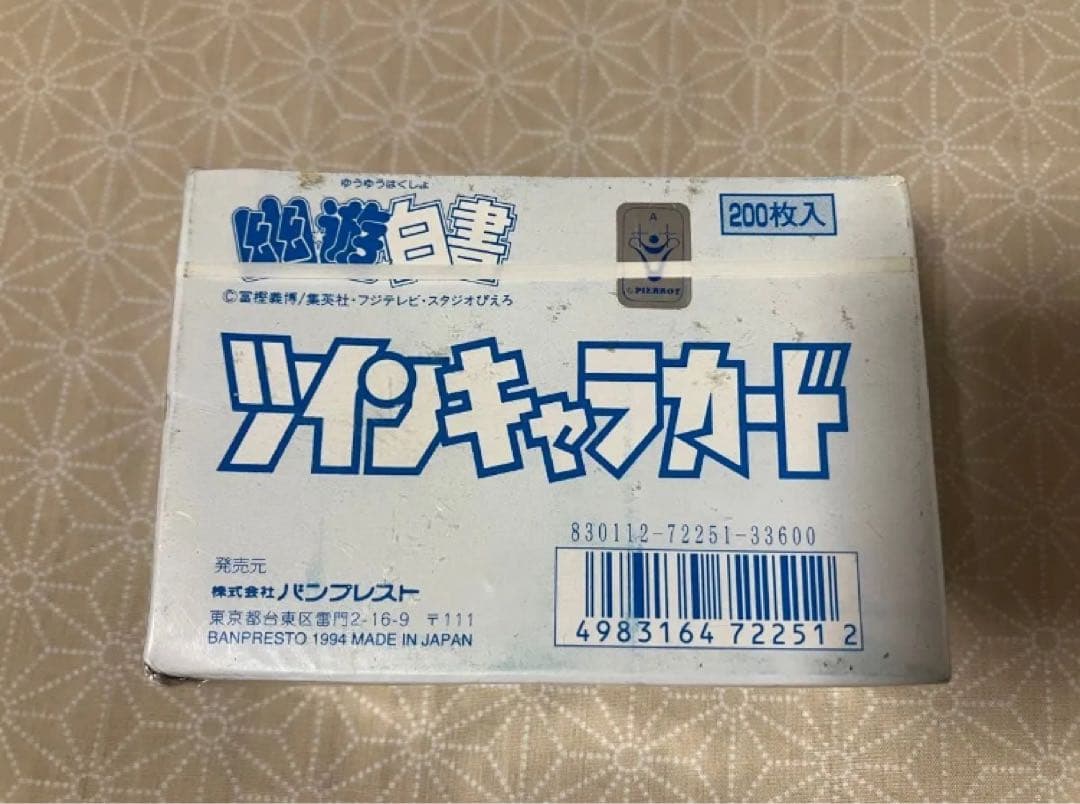 ゆうゆうはくしょ
幽遊白書
200枚入
A
©PIERROT
©冨樫義博/集英社・フジテレビ・スタジオぴえろ
ツインキャラカード
830112-72251-33600
発売元
株式会社 バンプレスト
東京都台東区雷門2-16-9 〒111
BANPRESTO 1994 MADE IN JAPAN
4983164 722512